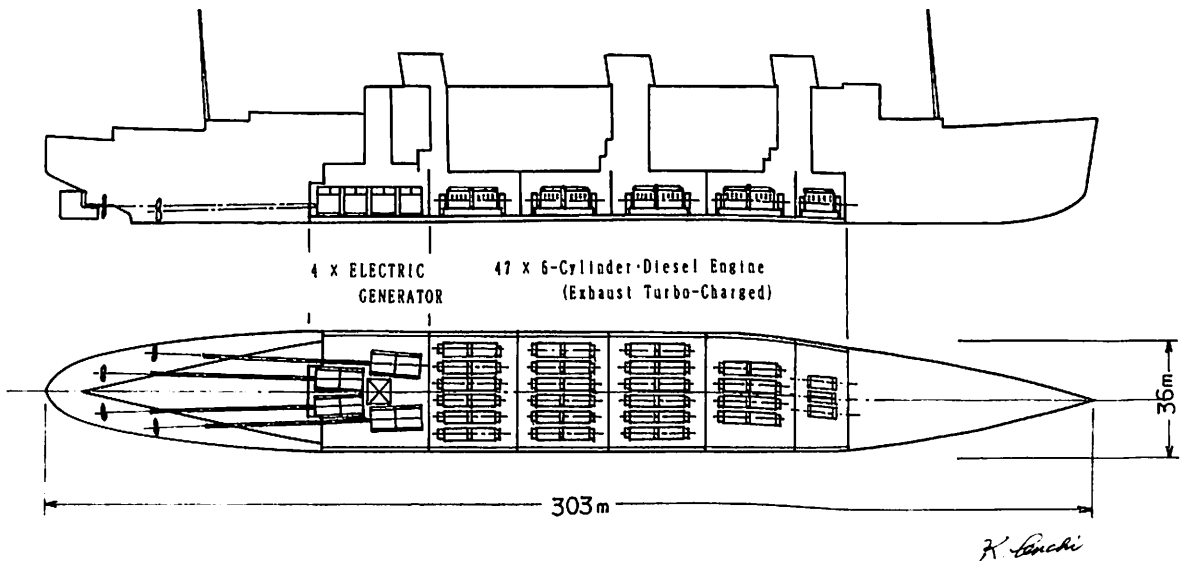 4 × ELECTRIC
GENERATOR
47 × 6-Cylinder·Diesel Engine
(Exhaust Turbo-Charged)
36m
303m